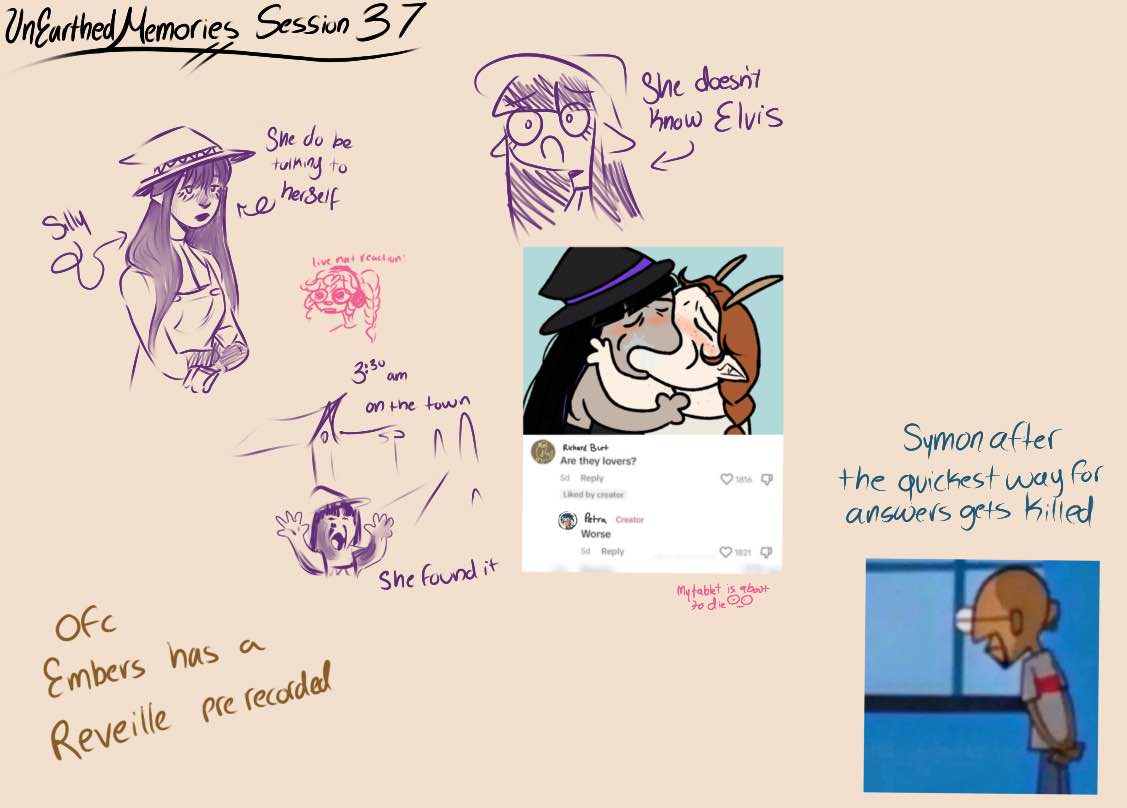 UnEarthed Memories Session 37
She doesn't
know Elvis
She do be
talking to
herself
Silly
live nat reaction:
3:30 am
on the town
She found it
Richard Burt
Are they lovers?
5d Reply
1816
Liked by creator
Petra Creator
Worse
5d Reply
1821
My tablet is about
to die
Symon after
the quickest way for
answers gets killed
Ofc
Embers has a
Reveille pre recorded